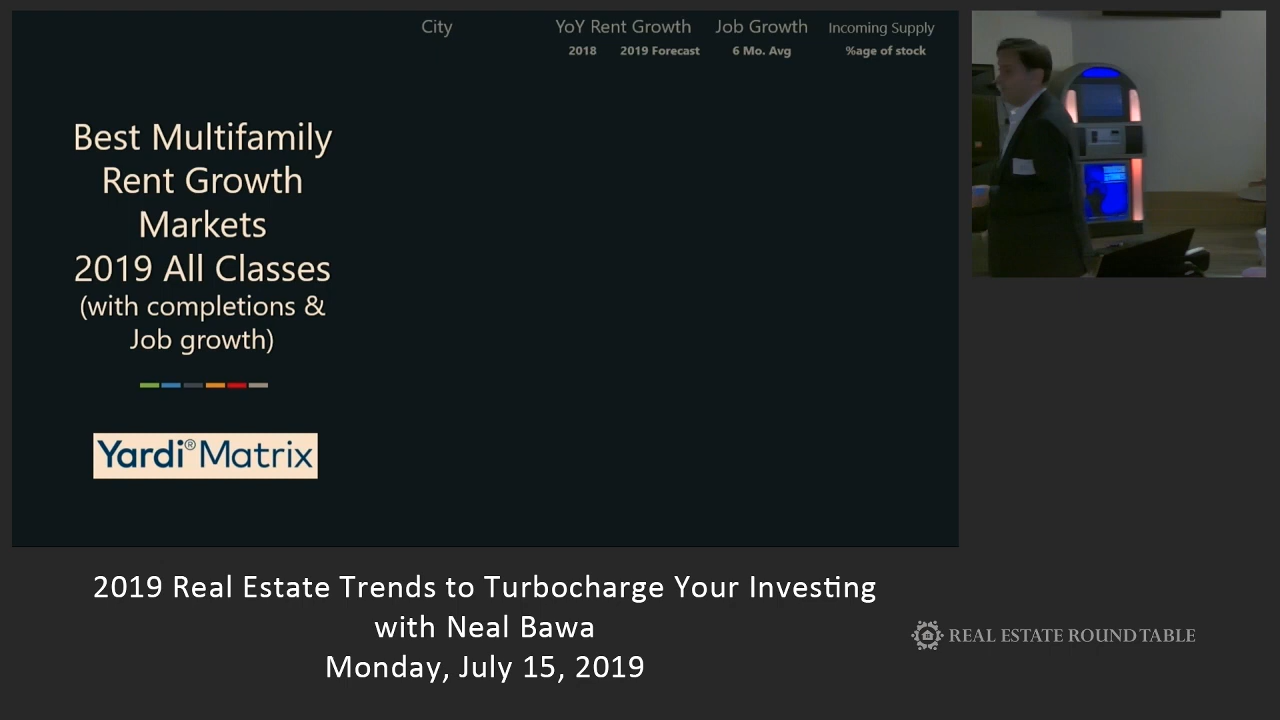 City YoY Rent Growth Job Growth Incoming Supply
2018 2019 Forecast 6 Mo. Avg %age of stock
Best Multifamily
Rent Growth
Markets
2019 All Classes
(with completions &
Job growth)
Yardi® Matrix
2019 Real Estate Trends to Turbocharge Your Investing
with Neal Bawa
Monday, July 15, 2019
REAL ESTATE ROUND TABLE